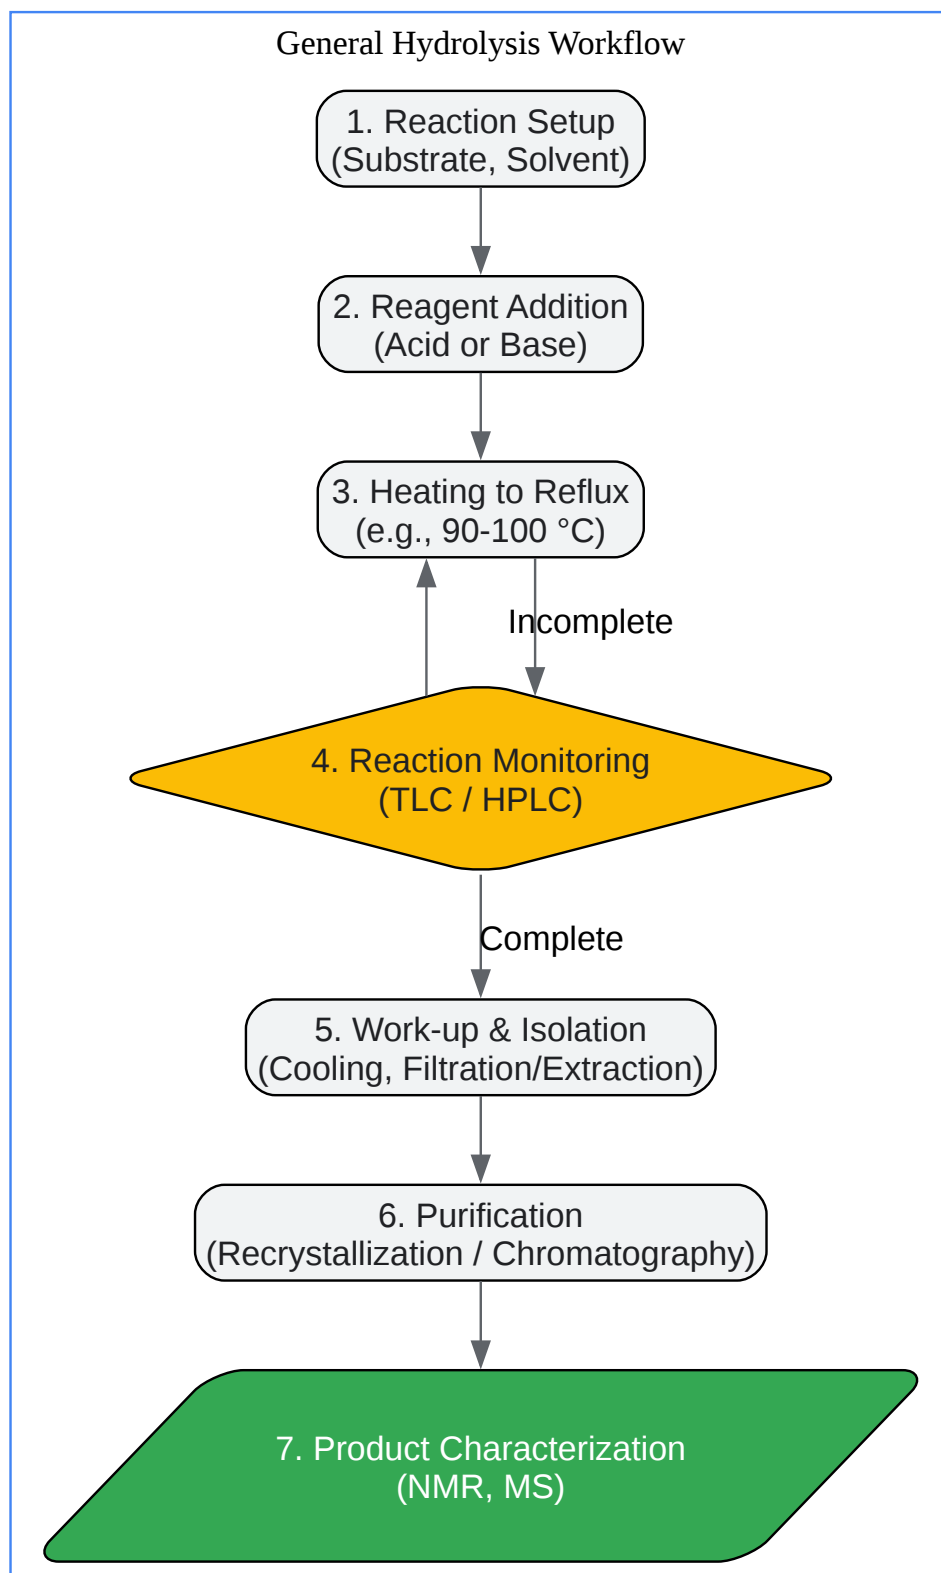 General Hydrolysis Workflow
1. Reaction Setup
(Substrate, Solvent)
2. Reagent Addition
(Acid or Base)
3. Heating to Reflux
(e.g., 90-100 °C)
Incomplete
4. Reaction Monitoring
(TLC / HPLC)
Complete
5. Work-up & Isolation
(Cooling, Filtration/Extraction)
6. Purification
(Recrystallization / Chromatography)
7. Product Characterization
(NMR, MS)